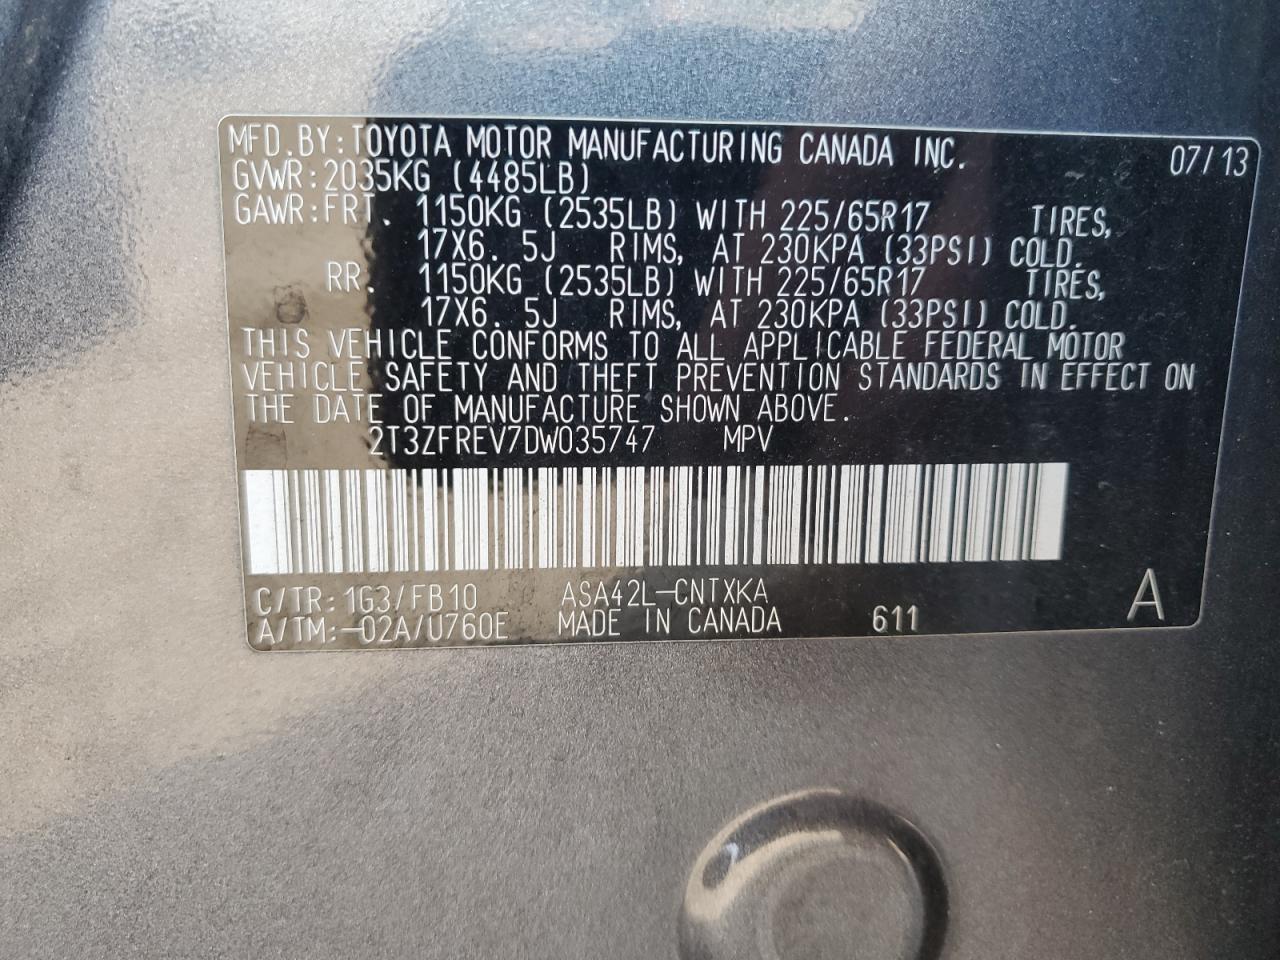 MFD.BY:TOYOTA MOTOR MANUFACTURING CANADA INC. 07/13
GVWR:2035KG (4485LB)
GAWR:FRT. 1150KG (2535LB) WITH 225/65R17 TIRES,
17X6. 5J RIMS, AT 230KPA (33PSI) COLD.
RR. 1150KG (2535LB) WITH 225/65R17 TIRES,
17X6. 5J RIMS, AT 230KPA (33PSI) COLD.
THIS VEHICLE CONFORMS TO ALL APPLICABLE FEDERAL MOTOR
VEHICLE SAFETY AND THEFT PREVENTION STANDARDS IN EFFECT ON
THE DATE OF MANUFACTURE SHOWN ABOVE.
2T3ZFREV7DW035747 MPV
C/TR:1G3/FB10 ASA42L-CNTXKA
A/TM:-02A/U760E MADE IN CANADA 611 A